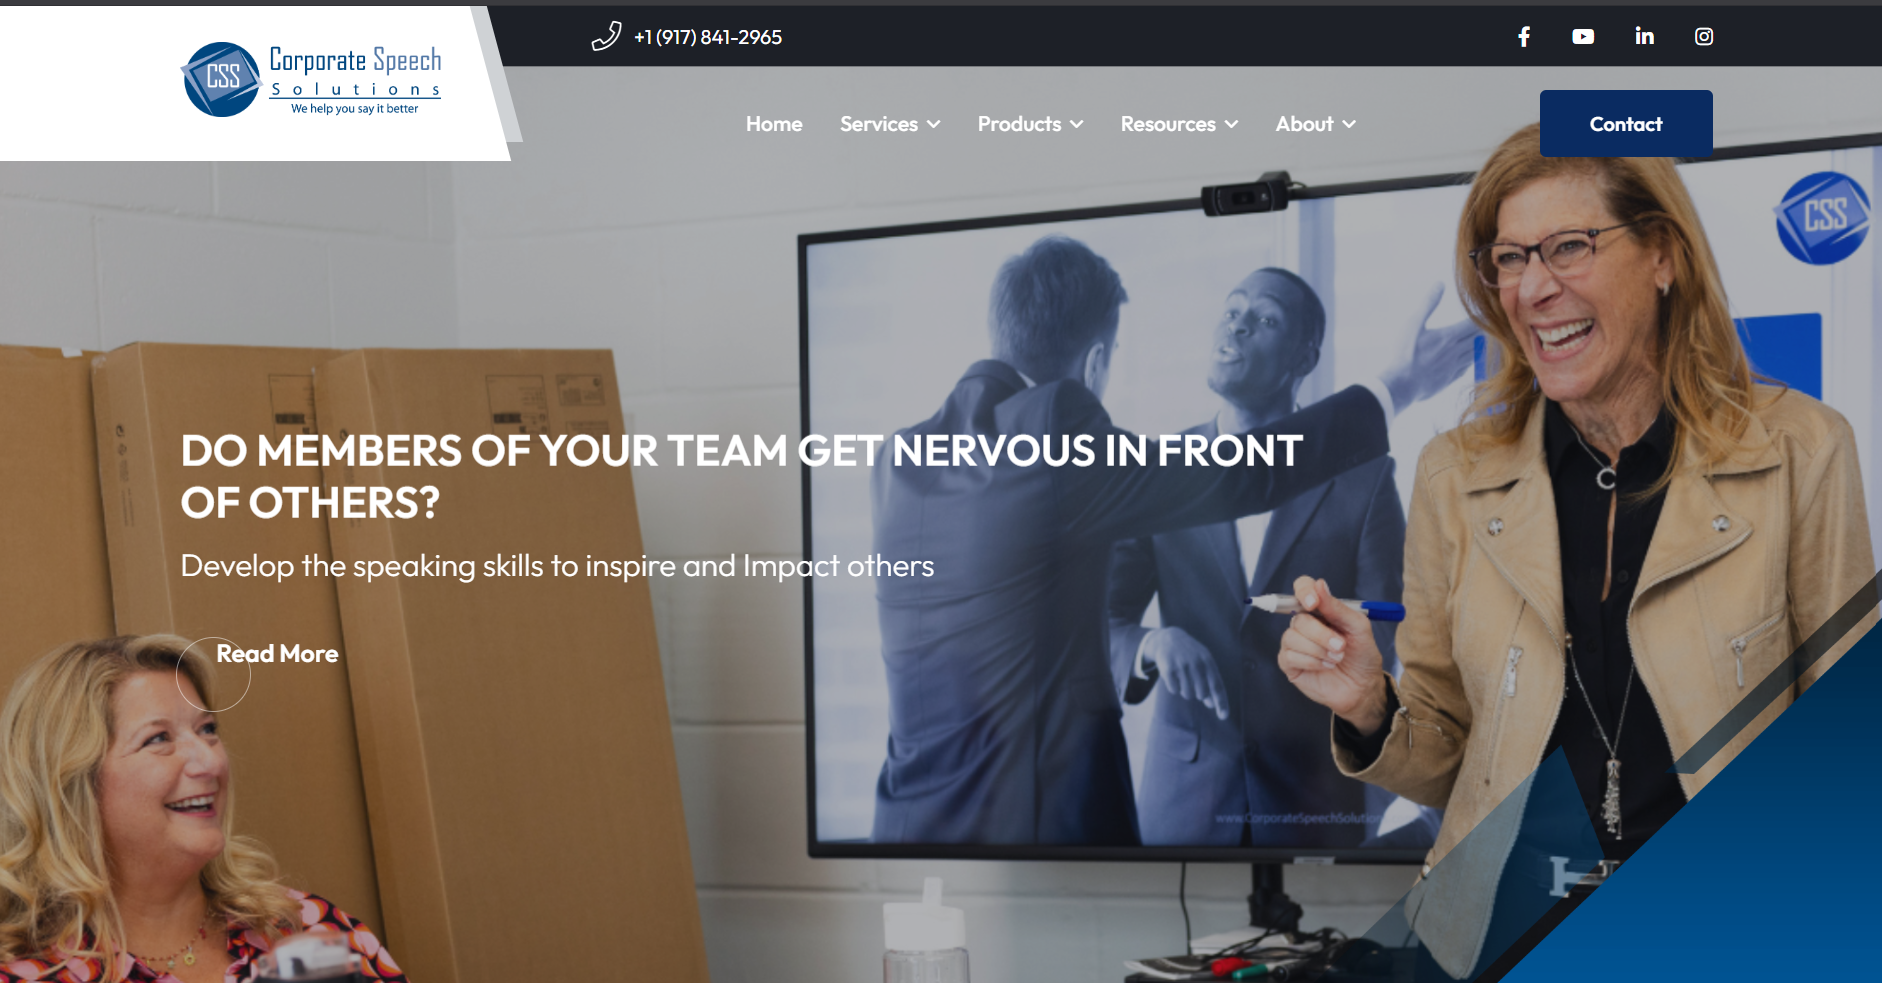 CSS
Corporate Speech
Solutions
We help you say it better
+1 (917) 841-2965
Home
Services
Products
Resources
About
Contact
CSS
DO MEMBERS OF YOUR TEAM GET NERVOUS IN FRONT
OF OTHERS?
Develop the speaking skills to inspire and Impact others
Read More
www.CorporateSpeechSolution